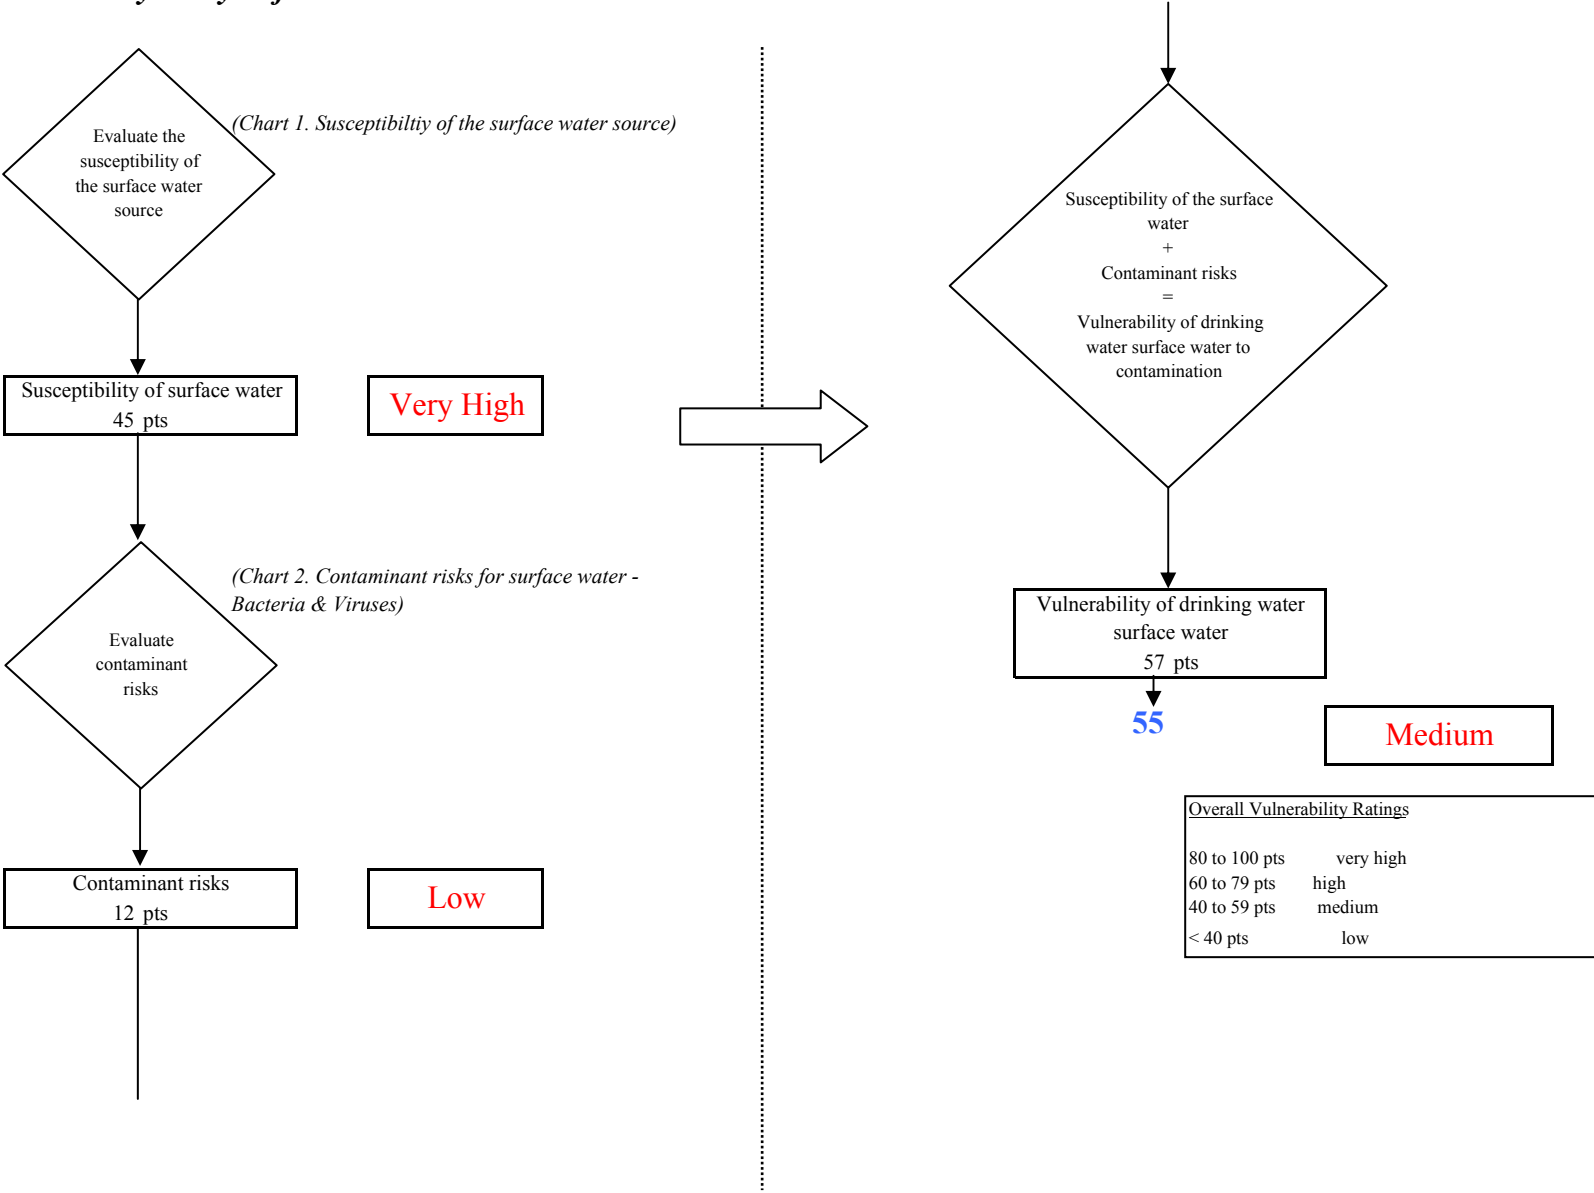 (Chart 1. Susceptibiltiy of the surface water source)
Evaluate the
susceptibility of
the surface water
source
Susceptibility of surface water
45 pts
Very High
(Chart 2. Contaminant risks for surface water -
Bacteria & Viruses)
Evaluate
contaminant
risks
Contaminant risks
12 pts
Low
Susceptibility of the surface
water
+
Contaminant risks
=
Vulnerability of drinking
water surface water to
contamination
Vulnerability of drinking water
surface water
57 pts
55
Medium
Overall Vulnerability Ratings
80 to 100 pts very high
60 to 79 pts high
40 to 59 pts medium
< 40 pts low